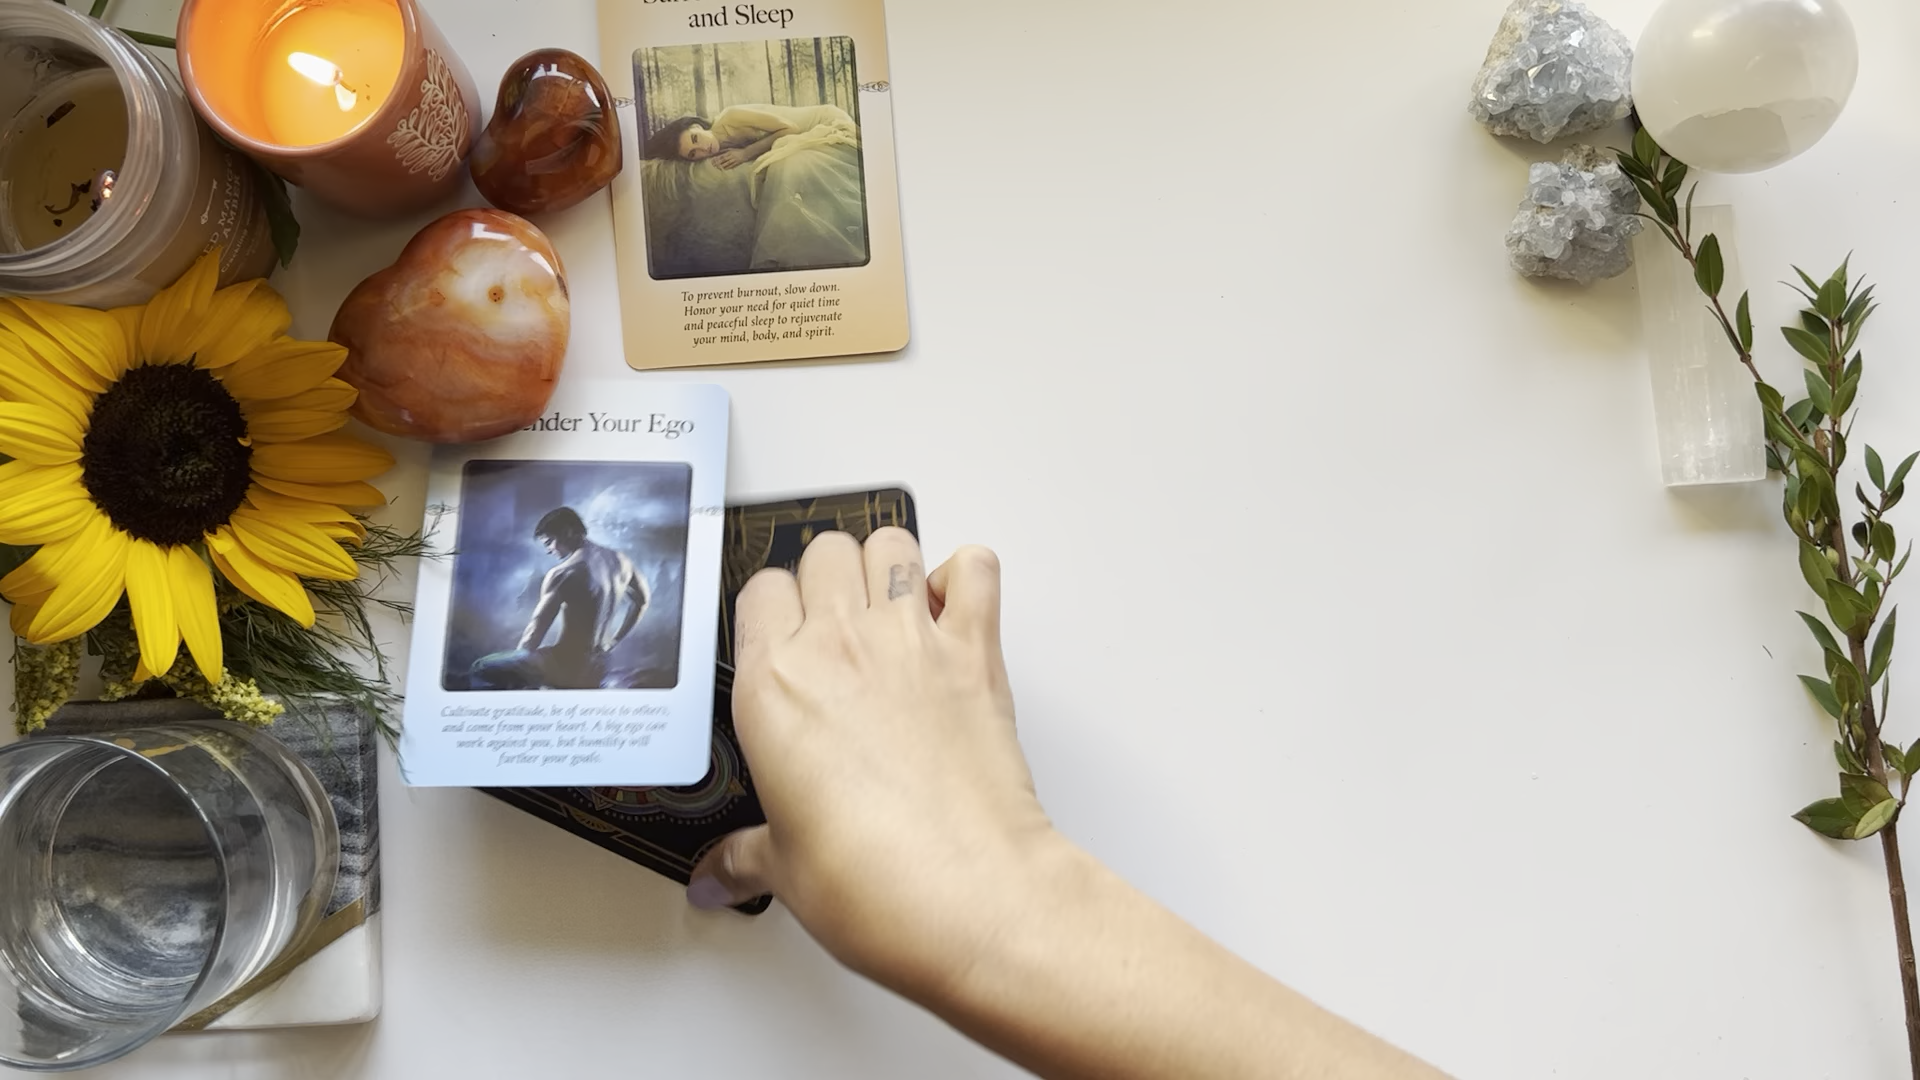 and Sleep
To prevent burnout, slow down.
Honor your need for quiet time
and peaceful sleep to rejuvenate
your mind, body, and spirit.
nder Your Ego
Cultivate gratitude, be of service to others,
and come from your heart. A big ego can
work against you, but humility will
further your goals.
AMBER